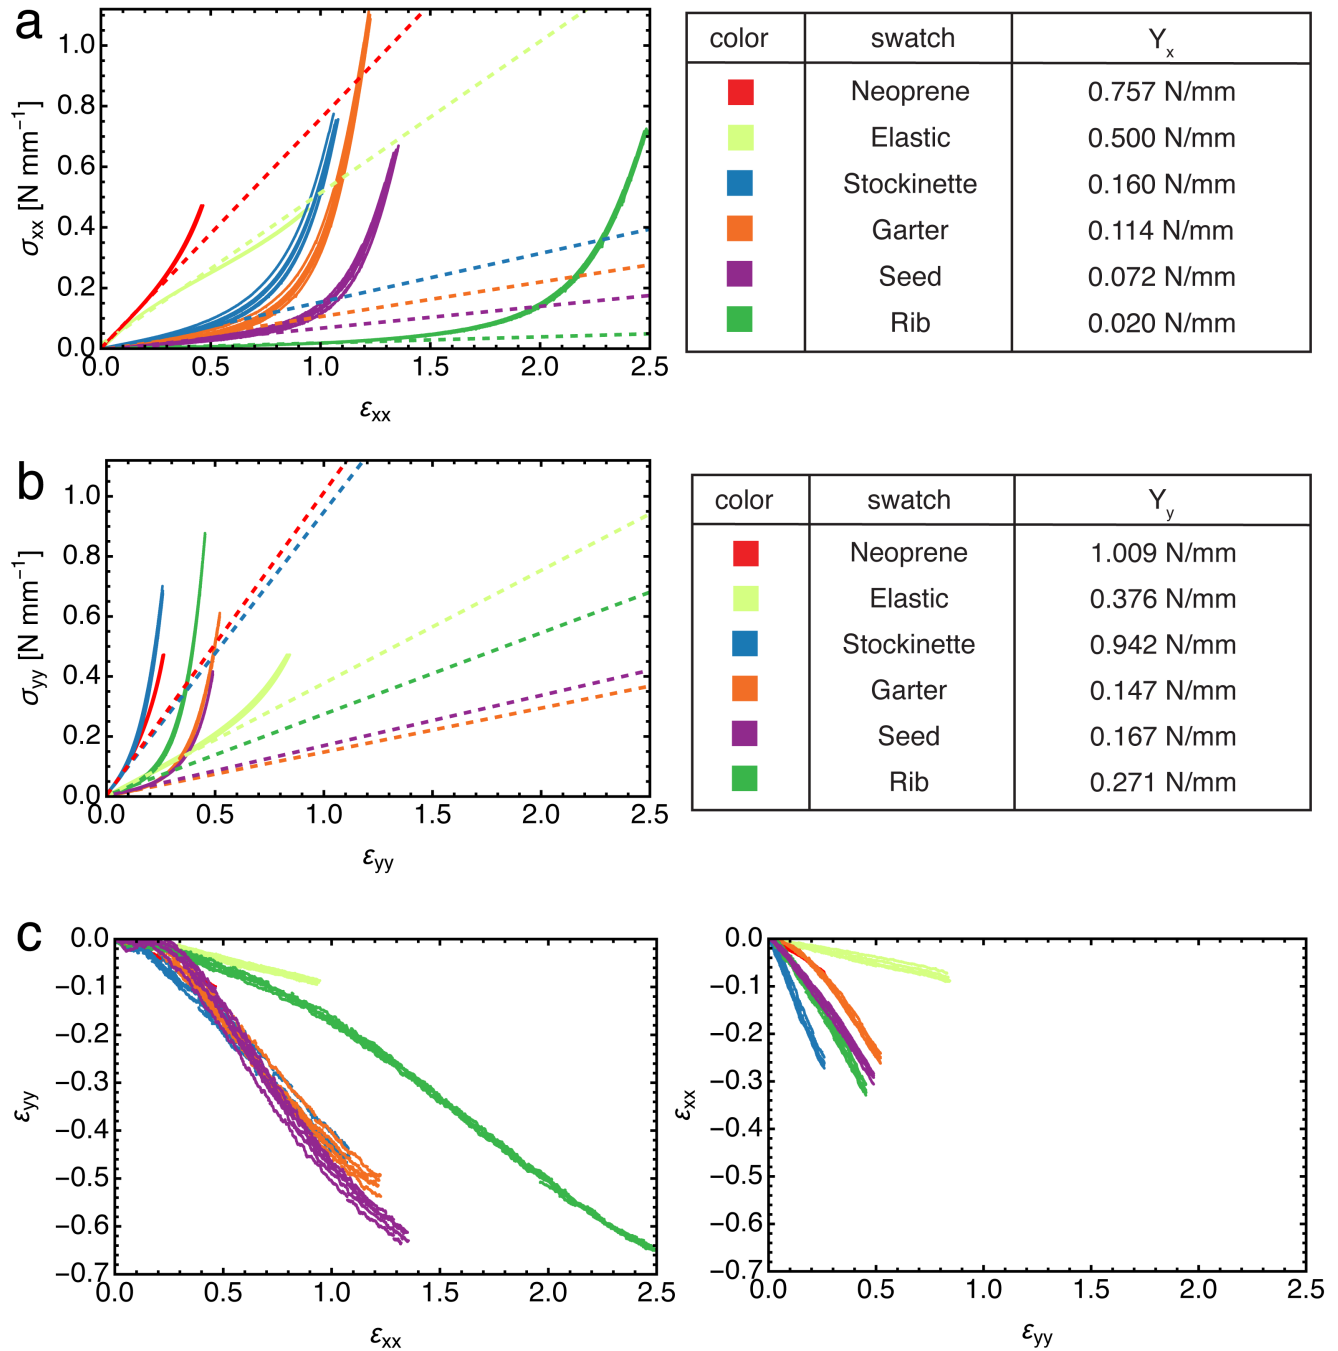 a
1.0
0.8
0.6
0.4
0.2
0.0
σxx [N mm⁻¹]
0.0 0.5 1.0 1.5 2.0 2.5
εxx
color swatch Yx
Neoprene 0.757 N/mm
Elastic 0.500 N/mm
Stockinette 0.160 N/mm
Garter 0.114 N/mm
Seed 0.072 N/mm
Rib 0.020 N/mm
b
1.0
0.8
0.6
0.4
0.2
0.0
σyy [N mm⁻¹]
0.0 0.5 1.0 1.5 2.0 2.5
εyy
color swatch Yy
Neoprene 1.009 N/mm
Elastic 0.376 N/mm
Stockinette 0.942 N/mm
Garter 0.147 N/mm
Seed 0.167 N/mm
Rib 0.271 N/mm
c
0.0
−0.1
−0.2
−0.3
−0.4
−0.5
−0.6
−0.7
εyy
0.0 0.5 1.0 1.5 2.0 2.5
εxx
0.0
−0.1
−0.2
−0.3
−0.4
−0.5
−0.6
−0.7
εxx
0.0 0.5 1.0 1.5 2.0 2.5
εyy